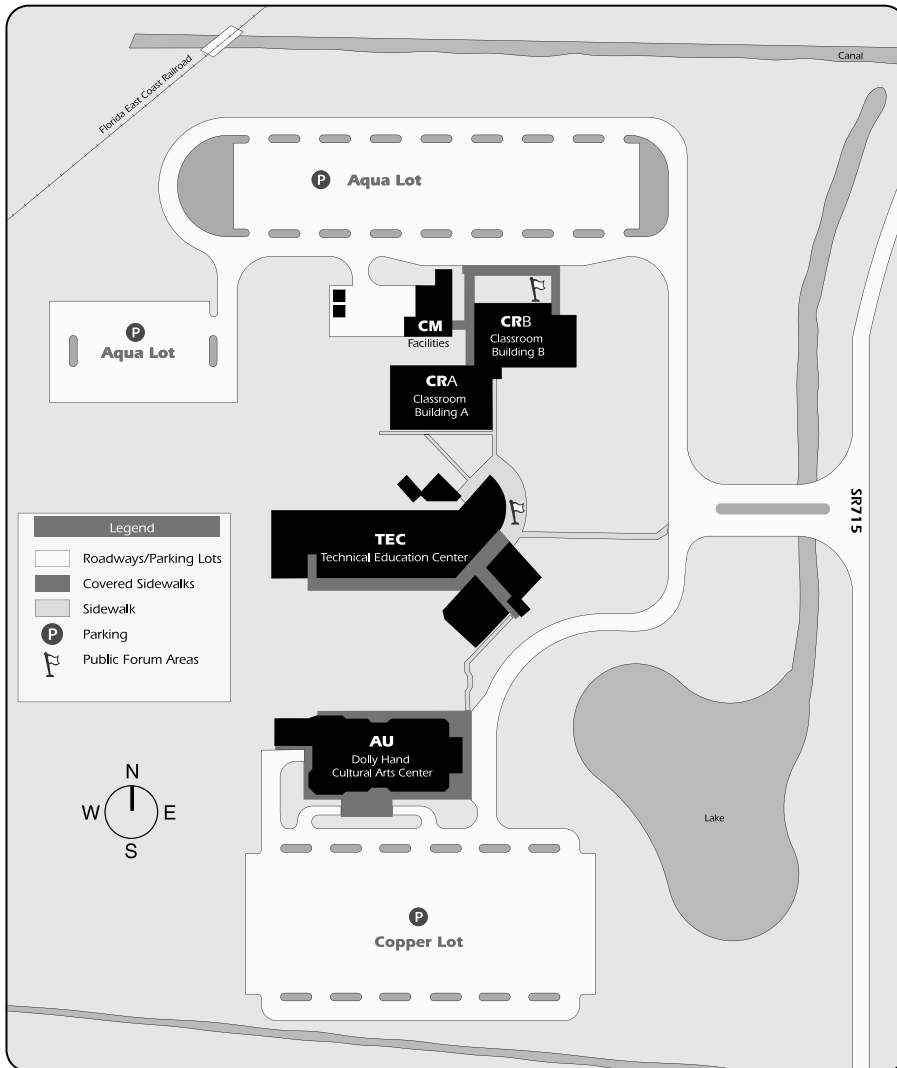 Canal
Florida East Coast Railroad
P Aqua Lot
P
Aqua Lot
CM
Facilities
CRB
Classroom
Building B
CRA
Classroom
Building A
SR715
TEC
Technical Education Center
Legend
Roadways/Parking Lots
Covered Sidewalks
Sidewalk
P Parking
Public Forum Areas
AU
Dolly Hand
Cultural Arts Center
N
W E
S
Lake
P
Copper Lot